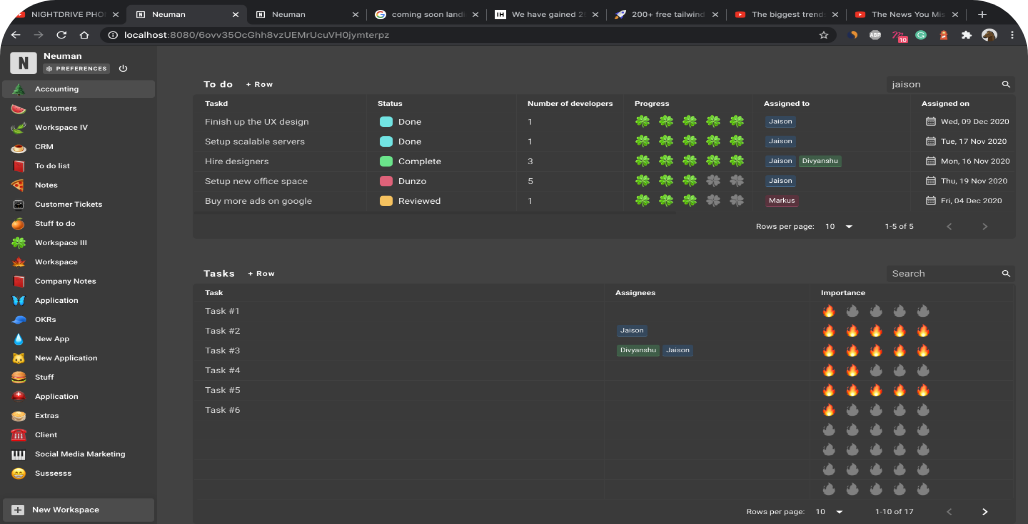 NIGHTDRIVE PHO
Neuman
Neuman
coming soon land
We have gained 2
200+ free tailwin
The biggest trend
The News You Mis
localhost:8080/6ovv35OcGhh8vzUEMrUcuVH0jymterpz
ABP
10
N
Neuman
PREFERENCES
Accounting
Customers
Workspace IV
CRM
To do list
Notes
Customer Tickets
Stuff to do
Workspace III
Workspace
Company Notes
Application
OKRs
New App
New Application
Stuff
Application
Extras
Client
Social Media Marketing
Sussesss
New Workspace
To do + Row
jaison
Taskd Status Number of developers Progress Assigned to Assigned on
Finish up the UX design Done 1 Jaison Wed, 09 Dec 2020
Setup scalable servers Done 1 Jaison Tue, 17 Nov 2020
Hire designers Complete 3 Jaison Divyanshu Mon, 16 Nov 2020
Setup new office space Dunzo 5 Jaison Thu, 19 Nov 2020
Buy more ads on google Reviewed 1 Markus Fri, 04 Dec 2020
Rows per page: 10 1-5 of 5
Tasks + Row
Search
Task Assignees Importance
Task #1
Task #2 Jaison
Task #3 Divyanshu Jaison
Task #4
Task #5
Task #6
Rows per page: 10 1-10 of 17